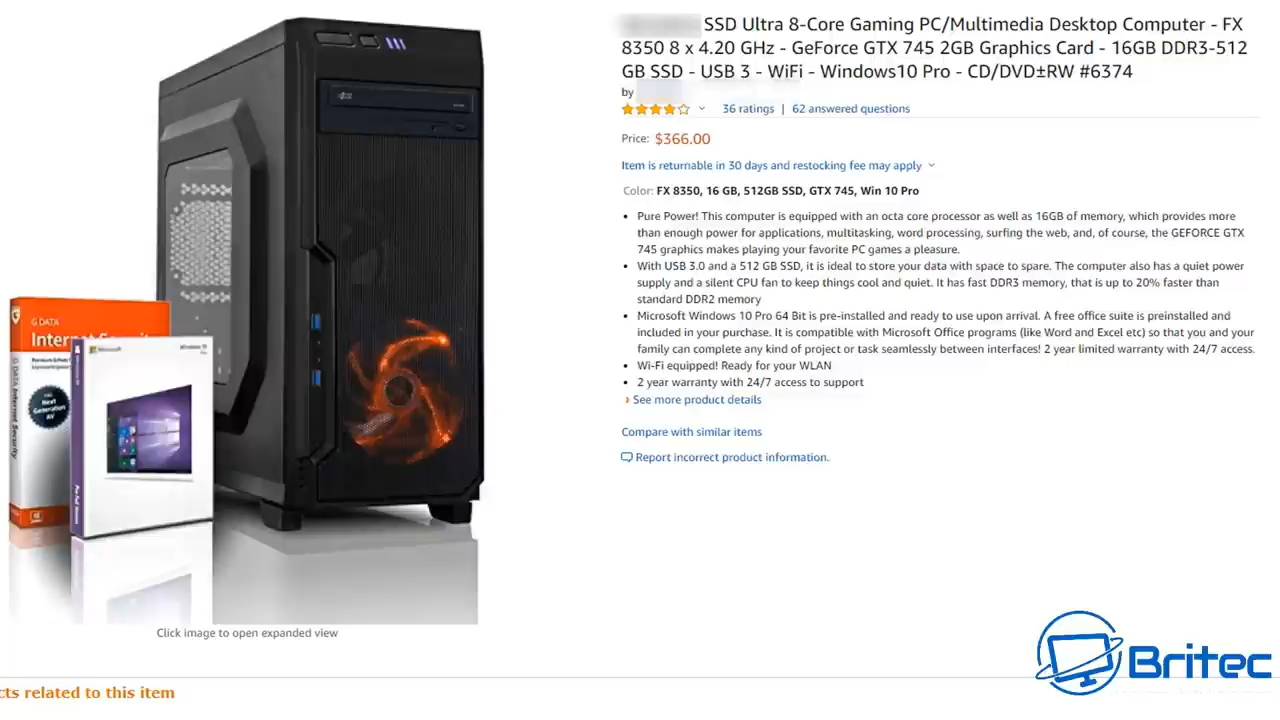 SSD Ultra 8-Core Gaming PC/Multimedia Desktop Computer - FX
8350 8 x 4.20 GHz - GeForce GTX 745 2GB Graphics Card - 16GB DDR3-512
GB SSD - USB 3 - WiFi - Windows10 Pro - CD/DVD±RW #6374
by
36 ratings | 62 answered questions
Price: $366.00
Item is returnable in 30 days and restocking fee may apply
Color: FX 8350, 16 GB, 512GB SSD, GTX 745, Win 10 Pro
• Pure Power! This computer is equipped with an octa core processor as well as 16GB of memory, which provides more
than enough power for applications, multitasking, word processing, surfing the web, and, of course, the GEFORCE GTX
745 graphics makes playing your favorite PC games a pleasure.
• With USB 3.0 and a 512 GB SSD, it is ideal to store your data with space to spare. The computer also has a quiet power
supply and a silent CPU fan to keep things cool and quiet. It has fast DDR3 memory, that is up to 20% faster than
standard DDR2 memory
• Microsoft Windows 10 Pro 64 Bit is pre-installed and ready to use upon arrival. A free office suite is preinstalled and
included in your purchase. It is compatible with Microsoft Office programs (like Word and Excel etc) so that you and your
family can complete any kind of project or task seamlessly between interfaces! 2 year limited warranty with 24/7 access.
• Wi-Fi equipped! Ready for your WLAN
• 2 year warranty with 24/7 access to support
› See more product details
Compare with similar items
Report incorrect product information.
G DATA
Internet
Next
Generation
AV
G DATA Internet Security
Microsoft
Windows 10
Click image to open expanded view
cts related to this item
Britec